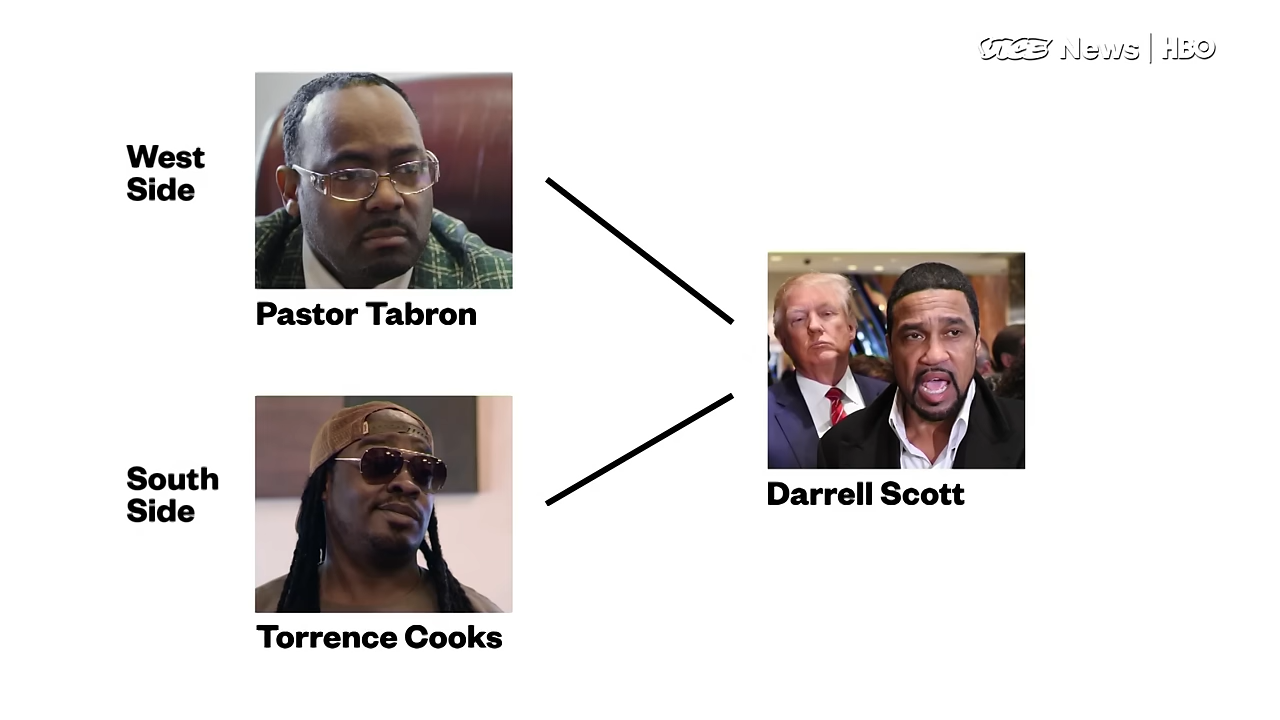 VICE News | HBO
West
Side
Pastor Tabron
Darrell Scott
South
Side
Torrence Cooks